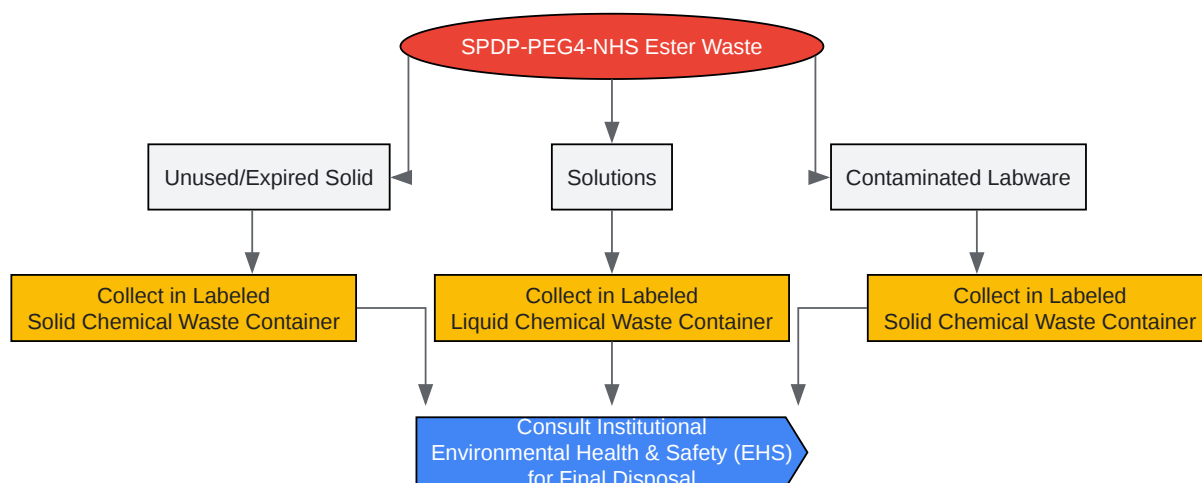 SPDP-PEG4-NHS Ester Waste
Unused/Expired Solid
Solutions
Contaminated Labware
Collect in Labeled
Solid Chemical Waste Container
Collect in Labeled
Liquid Chemical Waste Container
Collect in Labeled
Solid Chemical Waste Container
Consult Institutional
Environmental Health & Safety (EHS)
for Final Disposal